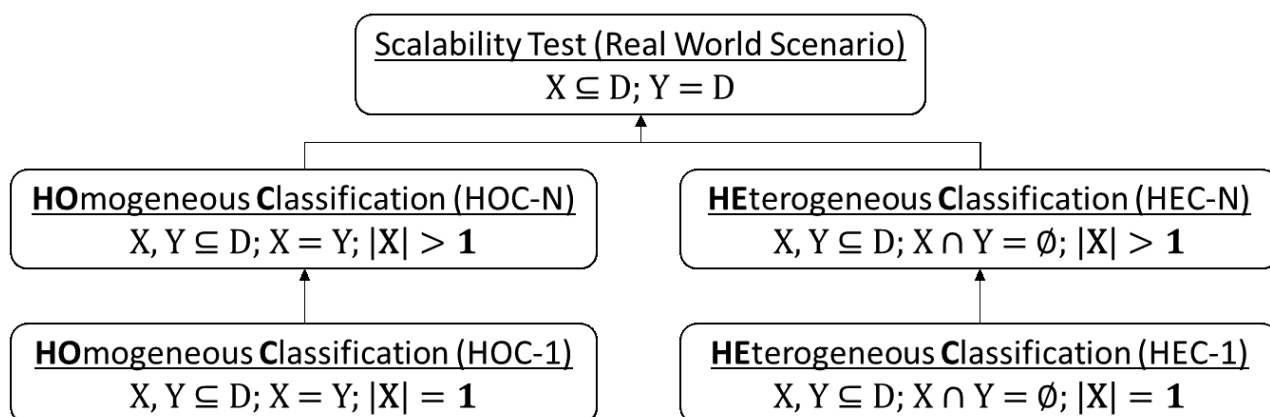 Scalability Test (Real World Scenario)
X ⊆ D; Y = D
HOmogeneous Classification (HOC-N)
X, Y ⊆ D; X = Y; |X| > 1
HEterogeneous Classification (HEC-N)
X, Y ⊆ D; X ∩ Y = ∅; |X| > 1
HOmogeneous Classification (HOC-1)
X, Y ⊆ D; X = Y; |X| = 1
HEterogeneous Classification (HEC-1)
X, Y ⊆ D; X ∩ Y = ∅; |X| = 1